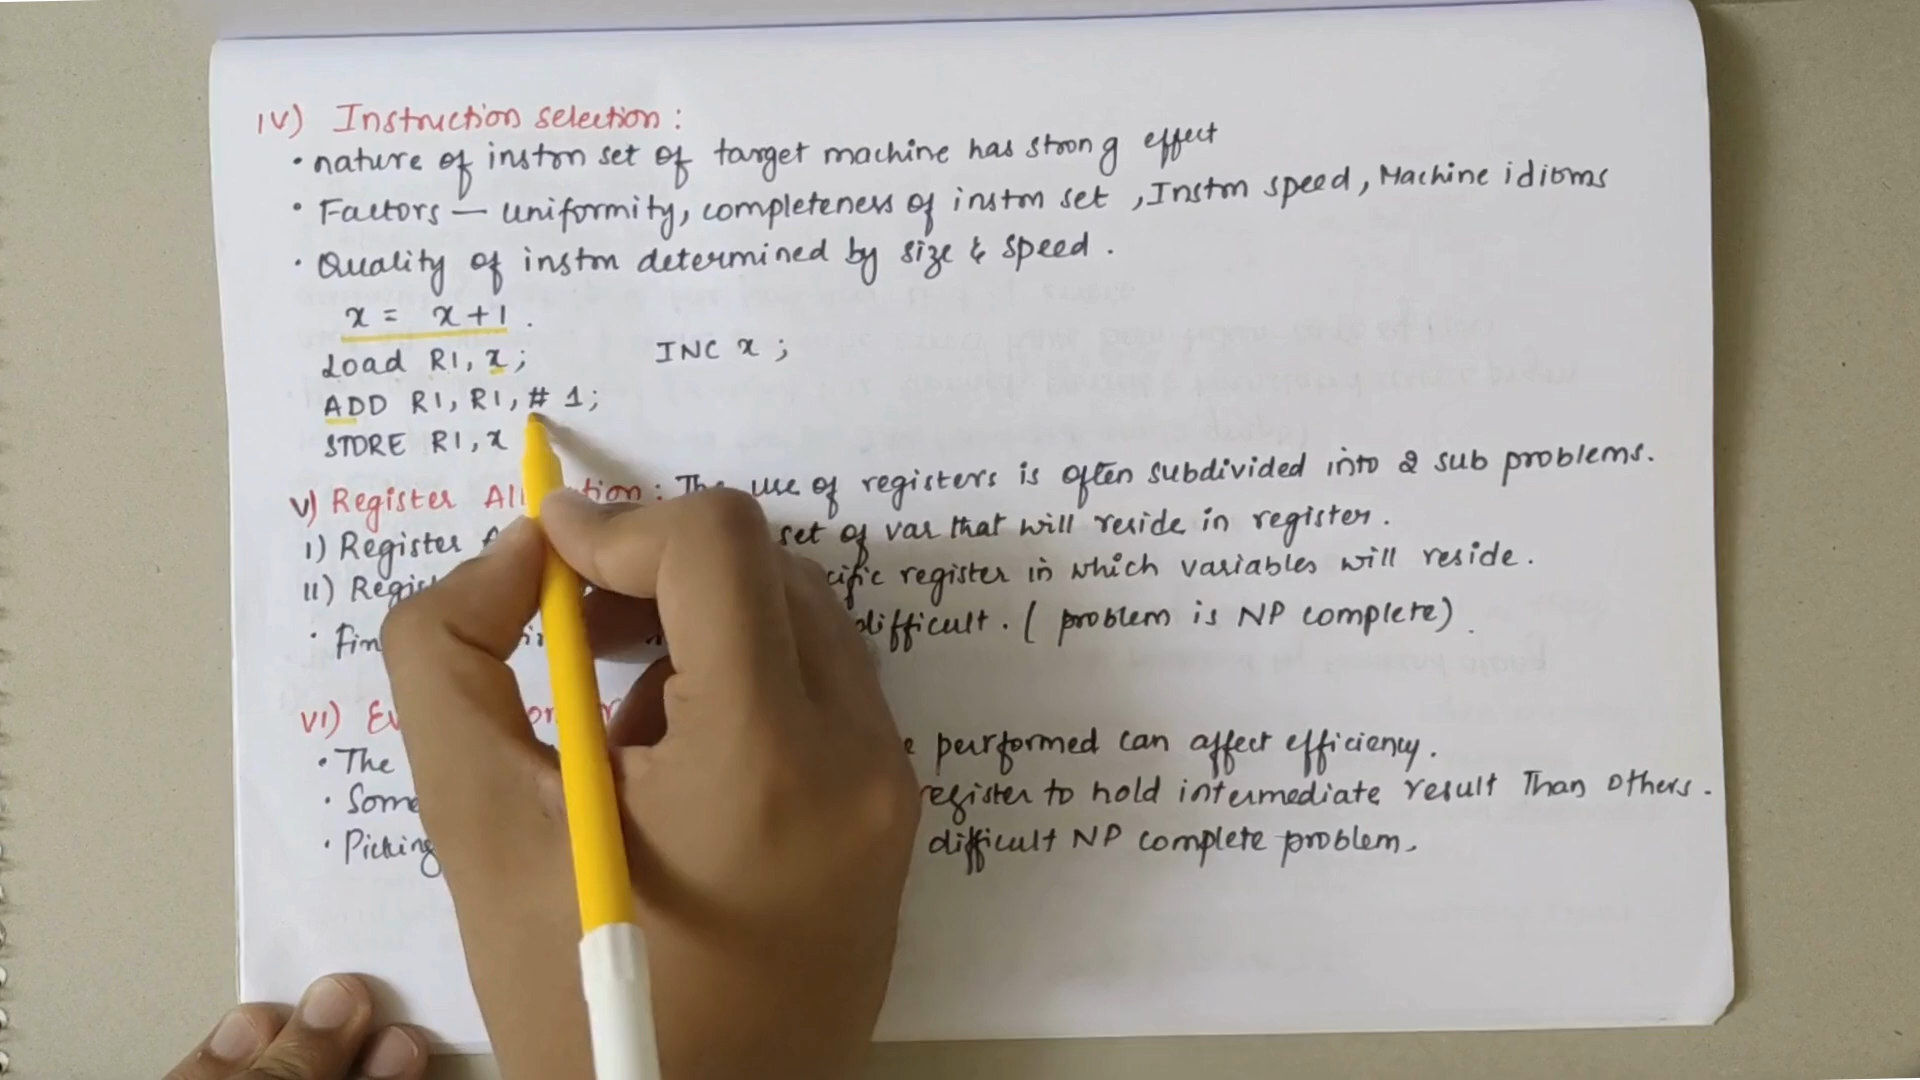 IV) Instruction selection :
• nature of instrn set of target machine has strong effect
• Factors — uniformity, completeness of instrn set , Instrn speed, Machine idioms
• Quality of instrn determined by size & speed .
x = x+1 .
Load R1, x ; INC x ;
ADD R1, R1, # 1;
STORE R1, x
V) Register All tion : The use of registers is often subdivided into 2 sub problems.
I) Register set of var that will reside in register .
II) Regis cific register in which variables will reside .
• Fin difficult . ( problem is NP complete) .
VI)
• The performed can affect efficiency .
• Some register to hold intermediate result Than others .
• Picking difficult NP complete problem .